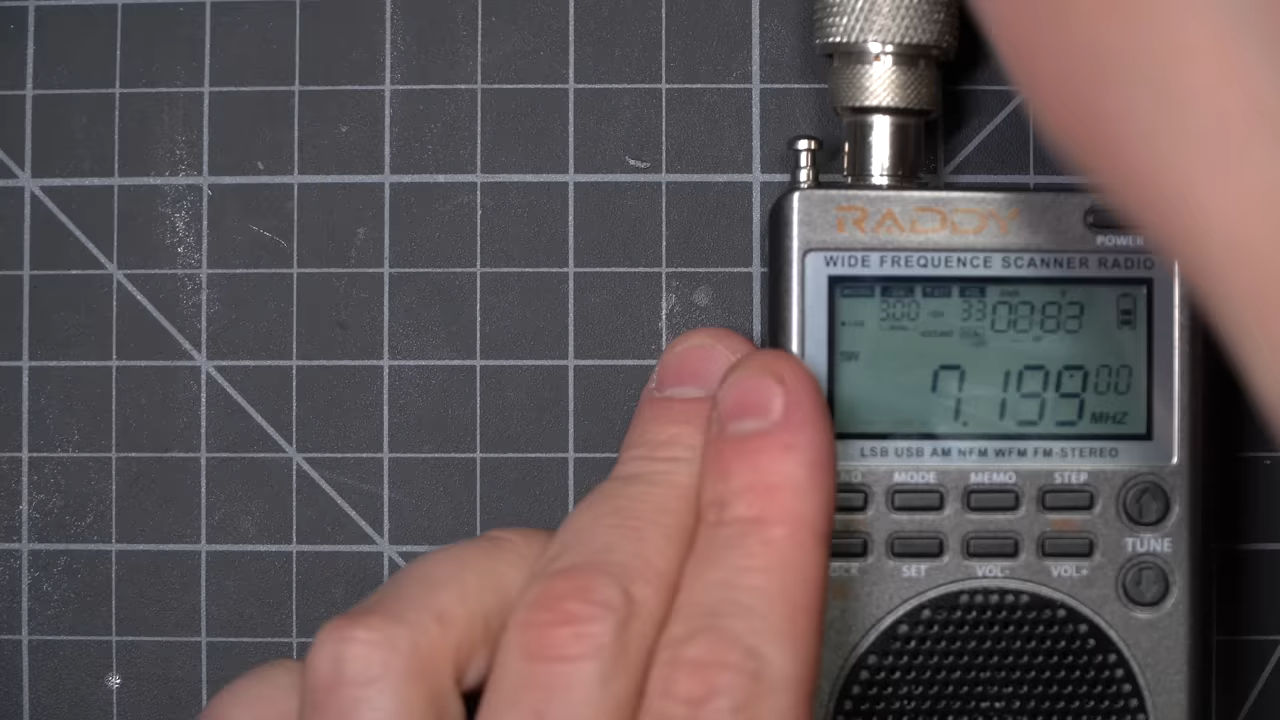 RADDY
POWER
WIDE FREQUENCE SCANNER RADIO
300 33 0083
SW
7.19900
MHZ
LSB USB AM NFM WFM FM-STEREO
MODE MEMO STEP
TUNE
SET VOL- VOL+